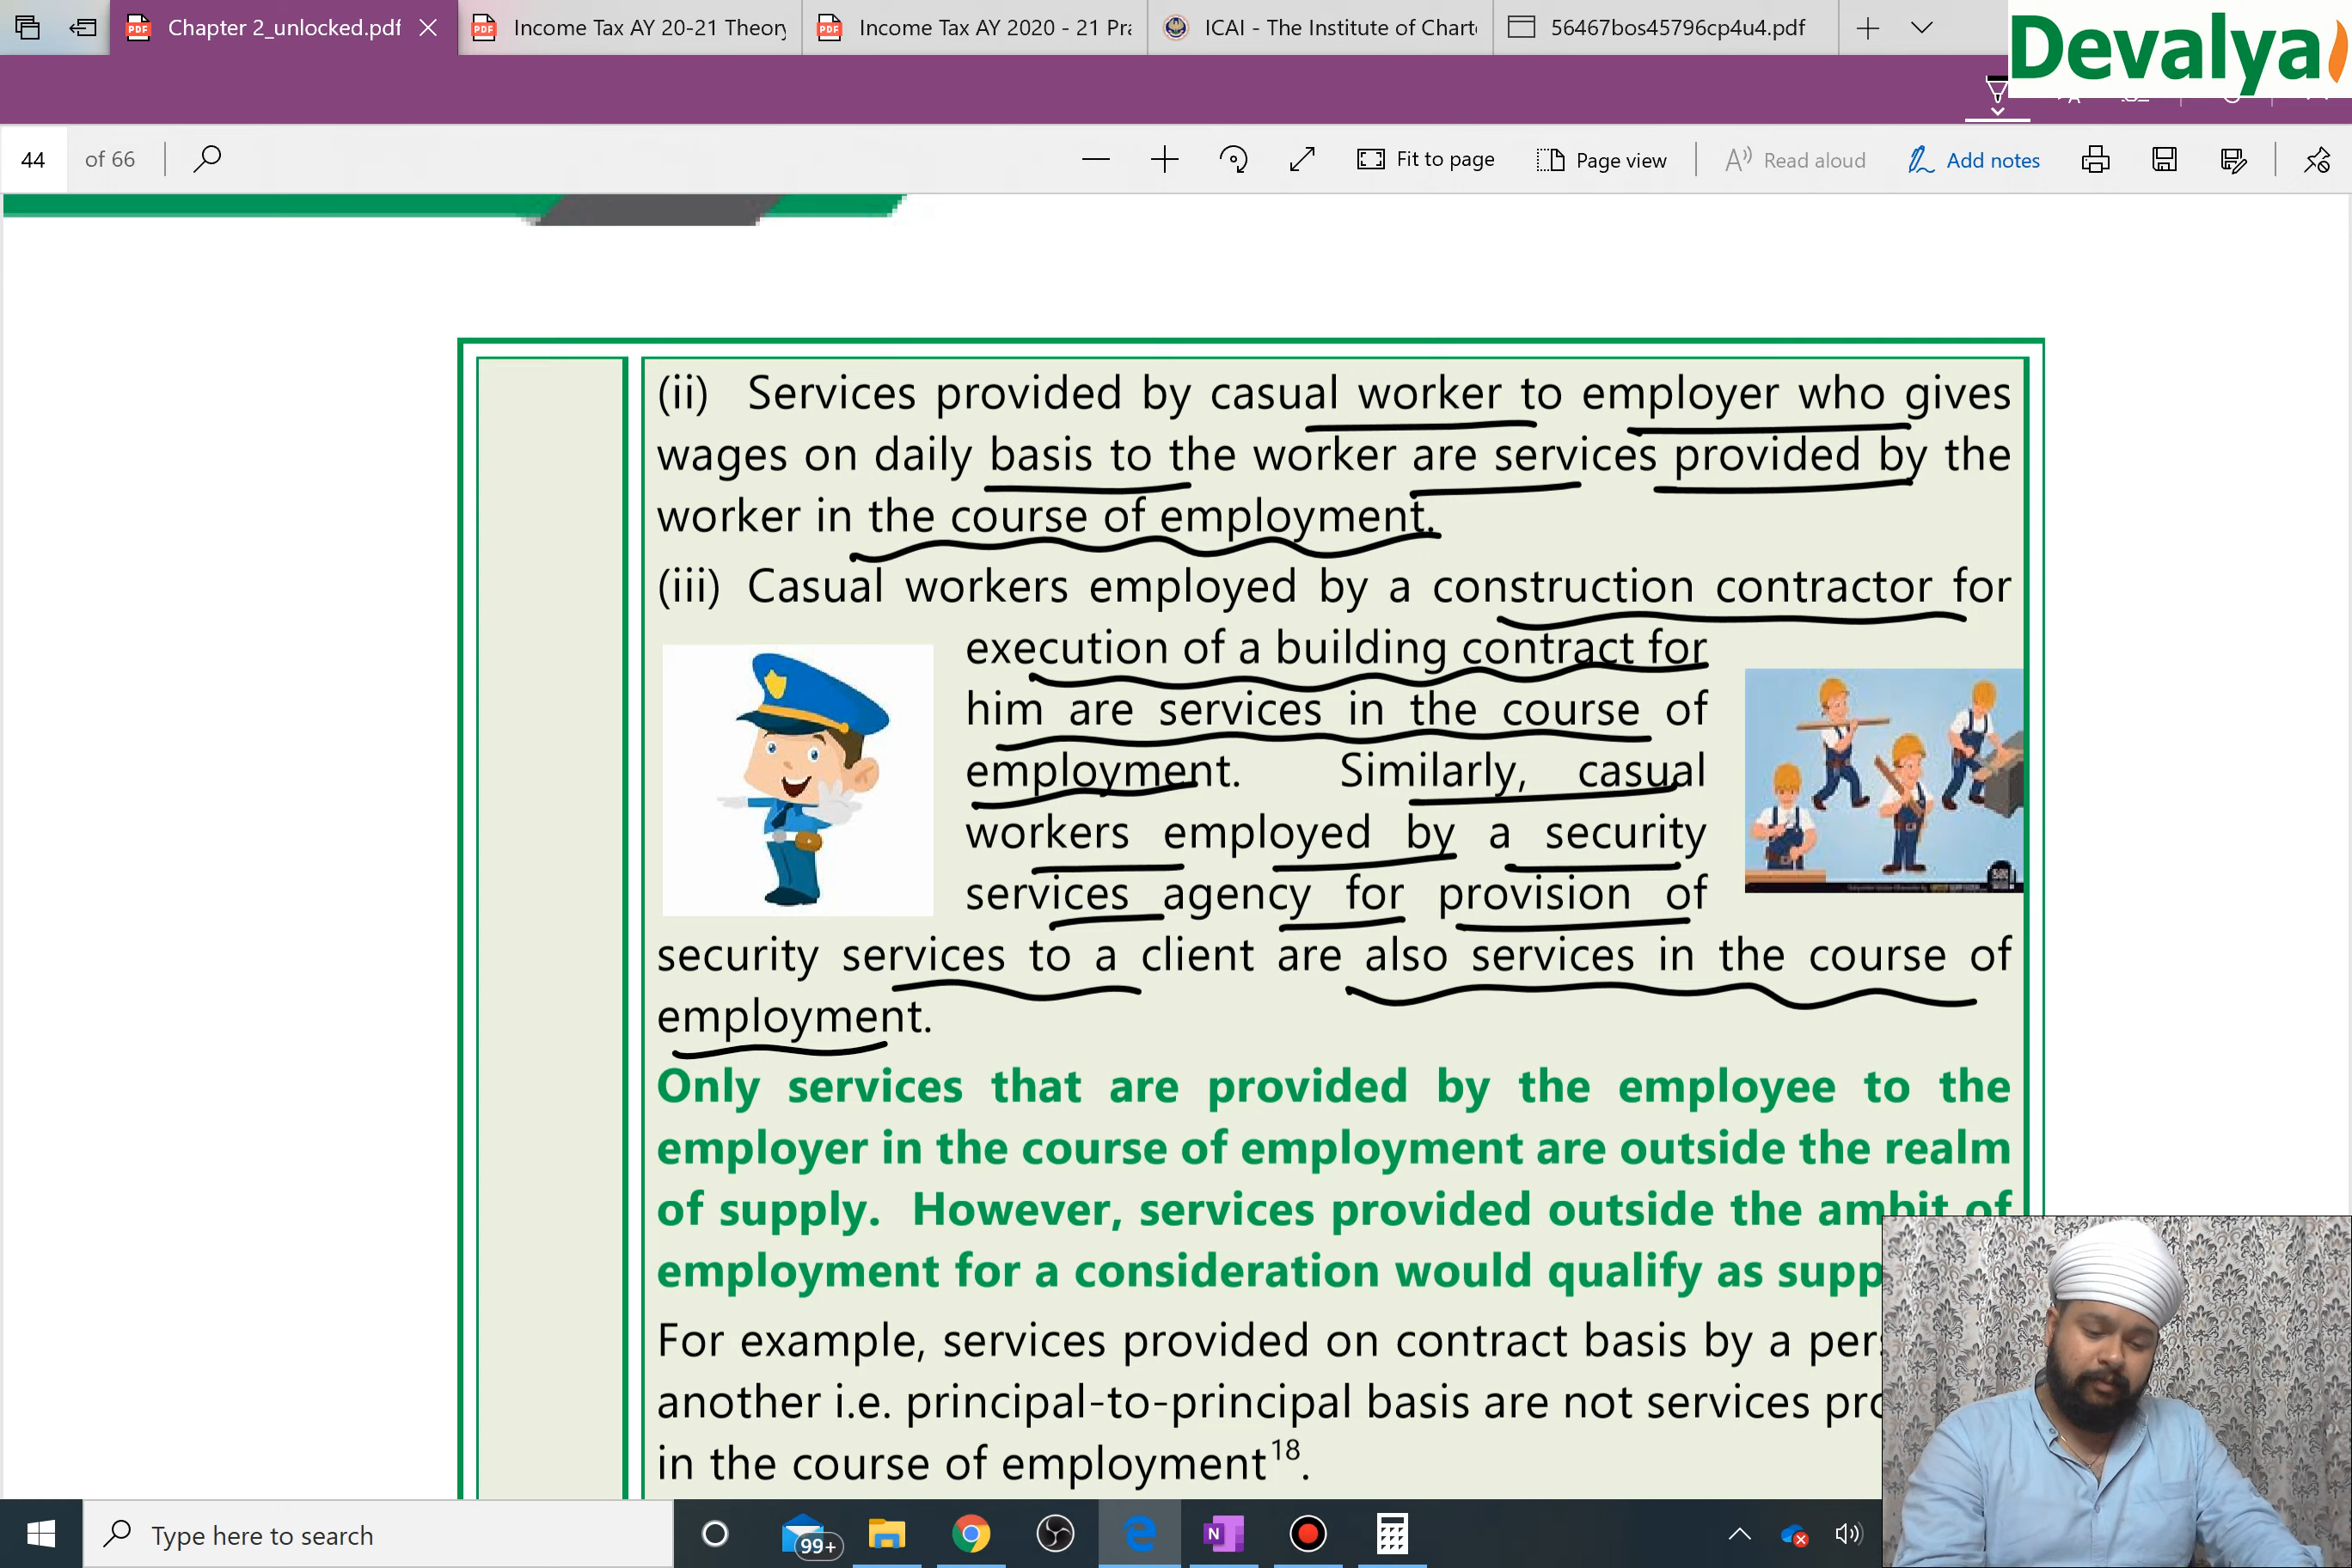 Chapter 2_unlocked.pdf
Income Tax AY 20-21 Theory
Income Tax AY 2020 - 21 Pra
ICAI - The Institute of Charte
56467bos45796cp4u4.pdf
Devalya
44 of 66
Fit to page
Page view
Read aloud
Add notes
(ii) Services provided by casual worker to employer who gives
wages on daily basis to the worker are services provided by the
worker in the course of employment.
(iii) Casual workers employed by a construction contractor for
execution of a building contract for
him are services in the course of
employment. Similarly, casual
workers employed by a security
services agency for provision of
security services to a client are also services in the course of
employment.
Only services that are provided by the employee to the
employer in the course of employment are outside the realm
of supply. However, services provided outside the ambit of
employment for a consideration would qualify as supp
For example, services provided on contract basis by a per
another i.e. principal-to-principal basis are not services pro
in the course of employment18.
Type here to search
99+